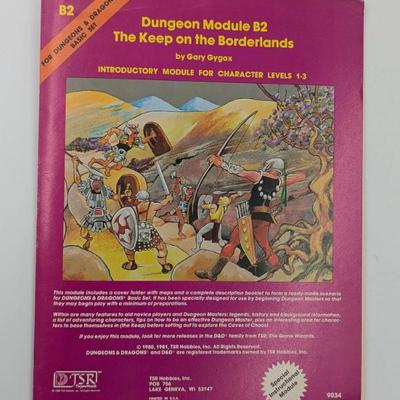 B2
FOR DUNGEONS & DRAGONS
BASIC SET
Dungeon Module B2
The Keep on the Borderlands
by Gary Gygax
INTRODUCTORY MODULE FOR CHARACTER LEVELS 1-3
This module includes a cover folder with maps and a complete description booklet to form a ready-made scenario
for DUNGEONS & DRAGONS® Basic Set. It has been specially designed for use by beginning Dungeon Masters so that
they may begin play with a minimum of preparations.
Within are many features to aid novice players and Dungeon Masters: legends, history and background information,
a list of adventuring characters, tips on how to be an effective Dungeon Master, plus an interesting area for charac-
ters to base themselves in (the Keep) before setting out to explore the Caves of Chaos!
If you enjoy this module, look for more releases in the D&D® family from TSR, The Game Wizards.
© 1980, 1981, TSR Hobbies, Inc. All Rights Reserved.
DUNGEONS & DRAGONS® and D&D® are registered trademarks owned by TSR Hobbies, Inc.
TSR
TSR Hobbies, Inc.
POB 756
LAKE GENEVA, WI 53147
PRINTED IN U.S.A.
Special
Instructional
Module
9034